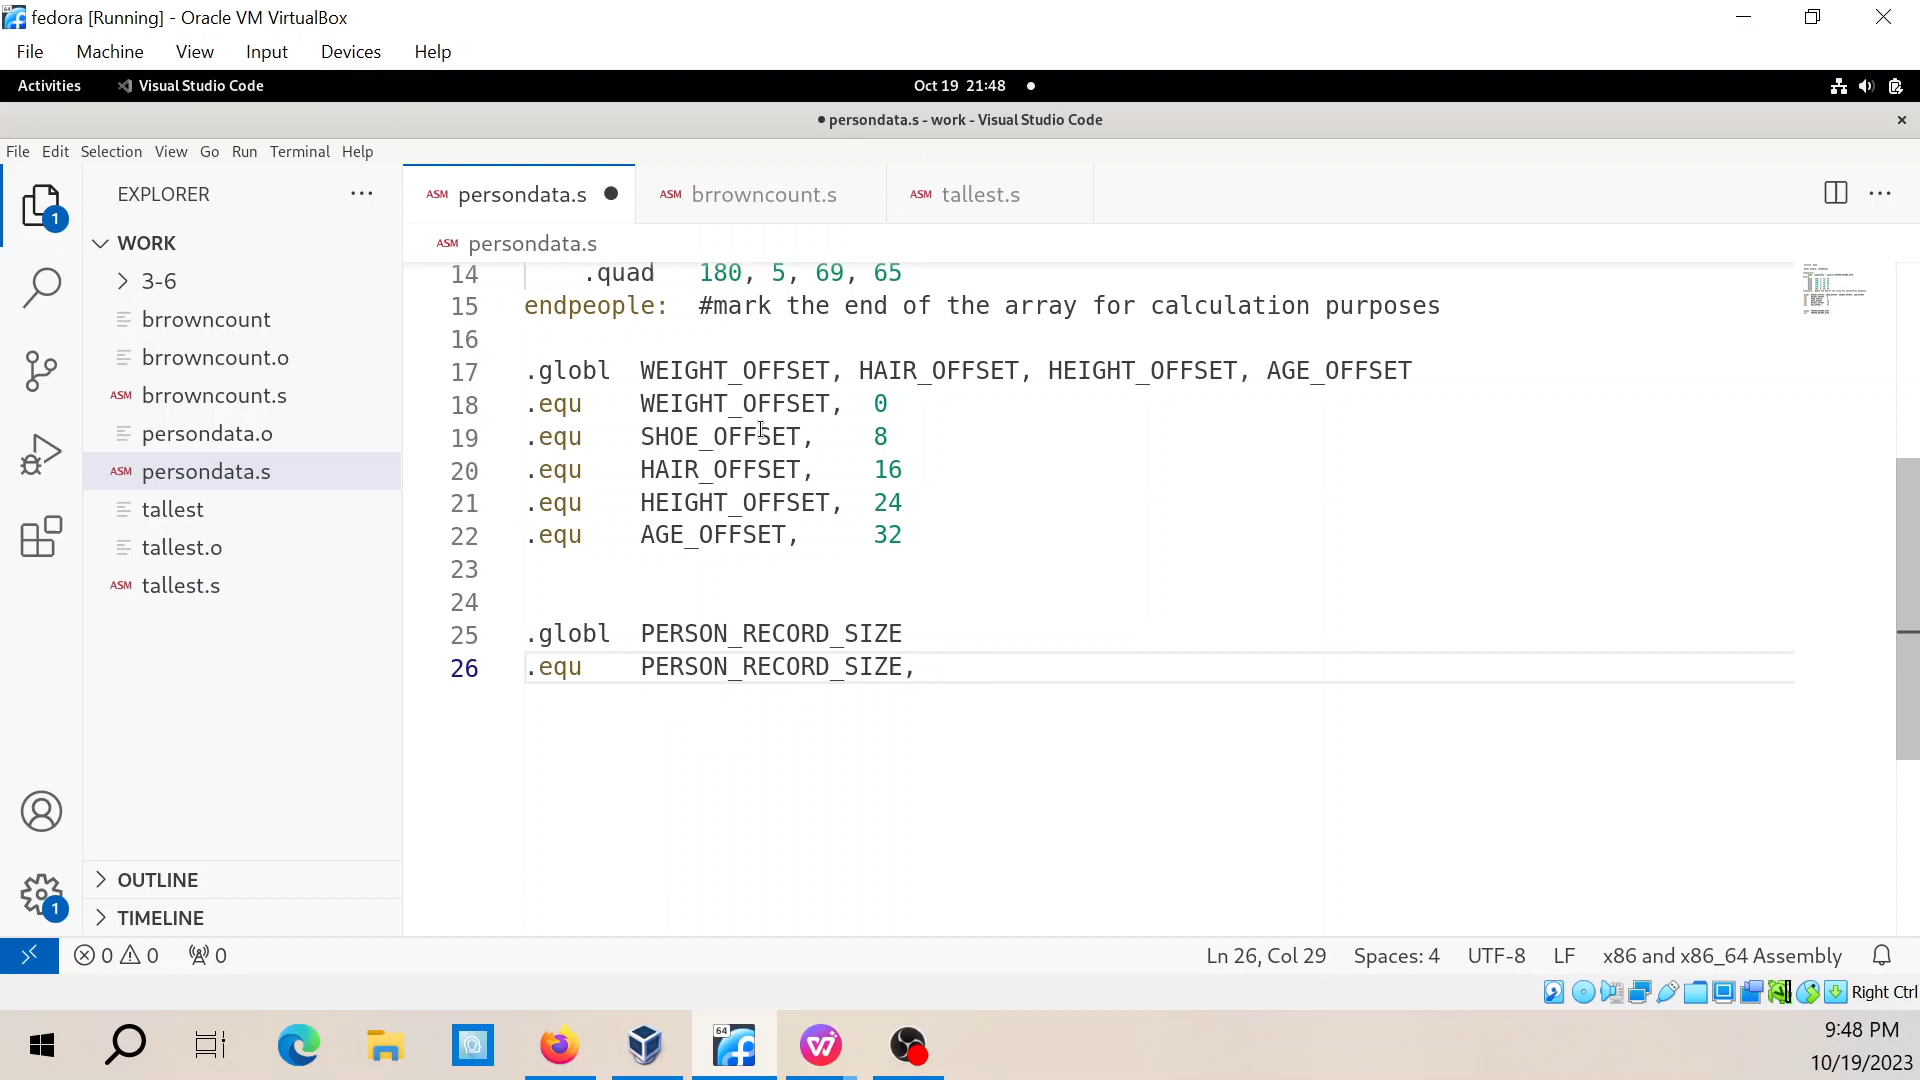 fedora [Running] - Oracle VM VirtualBox
File Machine View Input Devices Help
Activities Visual Studio Code Oct 19 21:48
persondata.s - work - Visual Studio Code
File Edit Selection View Go Run Terminal Help
EXPLORER
WORK
3-6
brrowncount
brrowncount.o
ASM brrowncount.s
persondata.o
ASM persondata.s
tallest
tallest.o
ASM tallest.s
OUTLINE
TIMELINE
1
1
ASM persondata.s ASM brrowncount.s ASM tallest.s
ASM persondata.s
14 .quad 180, 5, 69, 65
15 endpeople: #mark the end of the array for calculation purposes
16
17 .globl WEIGHT_OFFSET, HAIR_OFFSET, HEIGHT_OFFSET, AGE_OFFSET
18 .equ WEIGHT_OFFSET, 0
19 .equ SHOE_OFFSET, 8
20 .equ HAIR_OFFSET, 16
21 .equ HEIGHT_OFFSET, 24
22 .equ AGE_OFFSET, 32
23
24
25 .globl PERSON_RECORD_SIZE
26 .equ PERSON_RECORD_SIZE,
0 0 0 Ln 26, Col 29 Spaces: 4 UTF-8 LF x86 and x86_64 Assembly
Right Ctrl
64
9:48 PM
10/19/2023